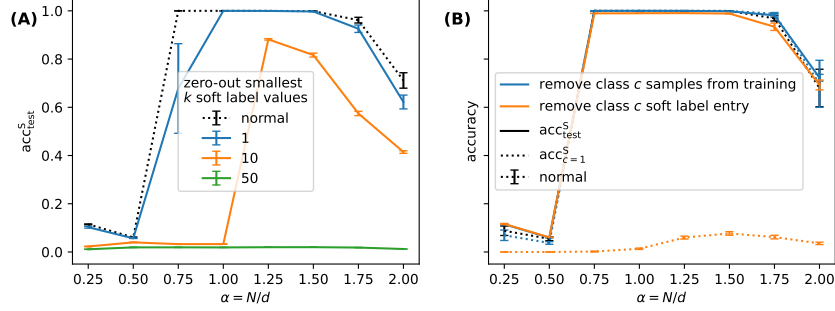 (A)
1.0
0.8
0.6
0.4
0.2
0.0
acc^S_test
zero-out smallest
k soft label values
normal
1
10
50
0.25 0.50 0.75 1.00 1.25 1.50 1.75 2.00
α = N/d
(B)
accuracy
remove class c samples from training
remove class c soft label entry
acc^S_test
acc^S_c=1
normal
0.25 0.50 0.75 1.00 1.25 1.50 1.75 2.00
α = N/d